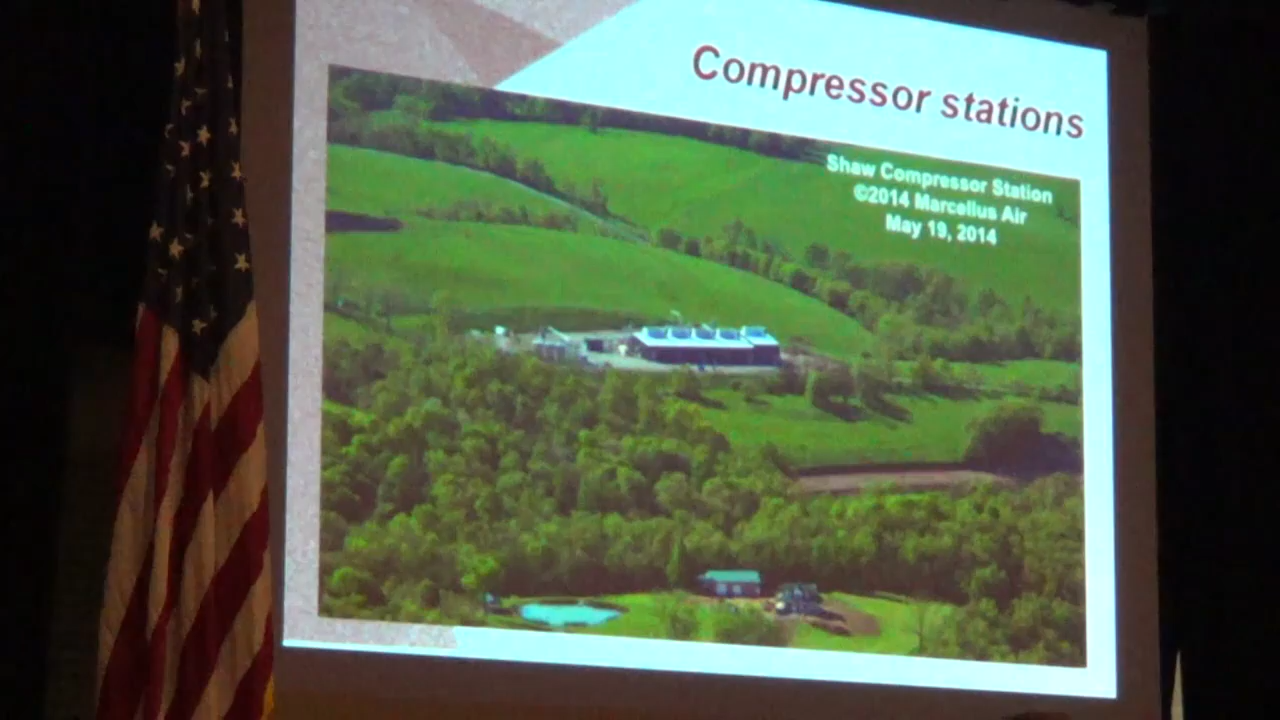 Compressor stations
Shaw Compressor Station
©2014 Marcellus Air
May 19, 2014